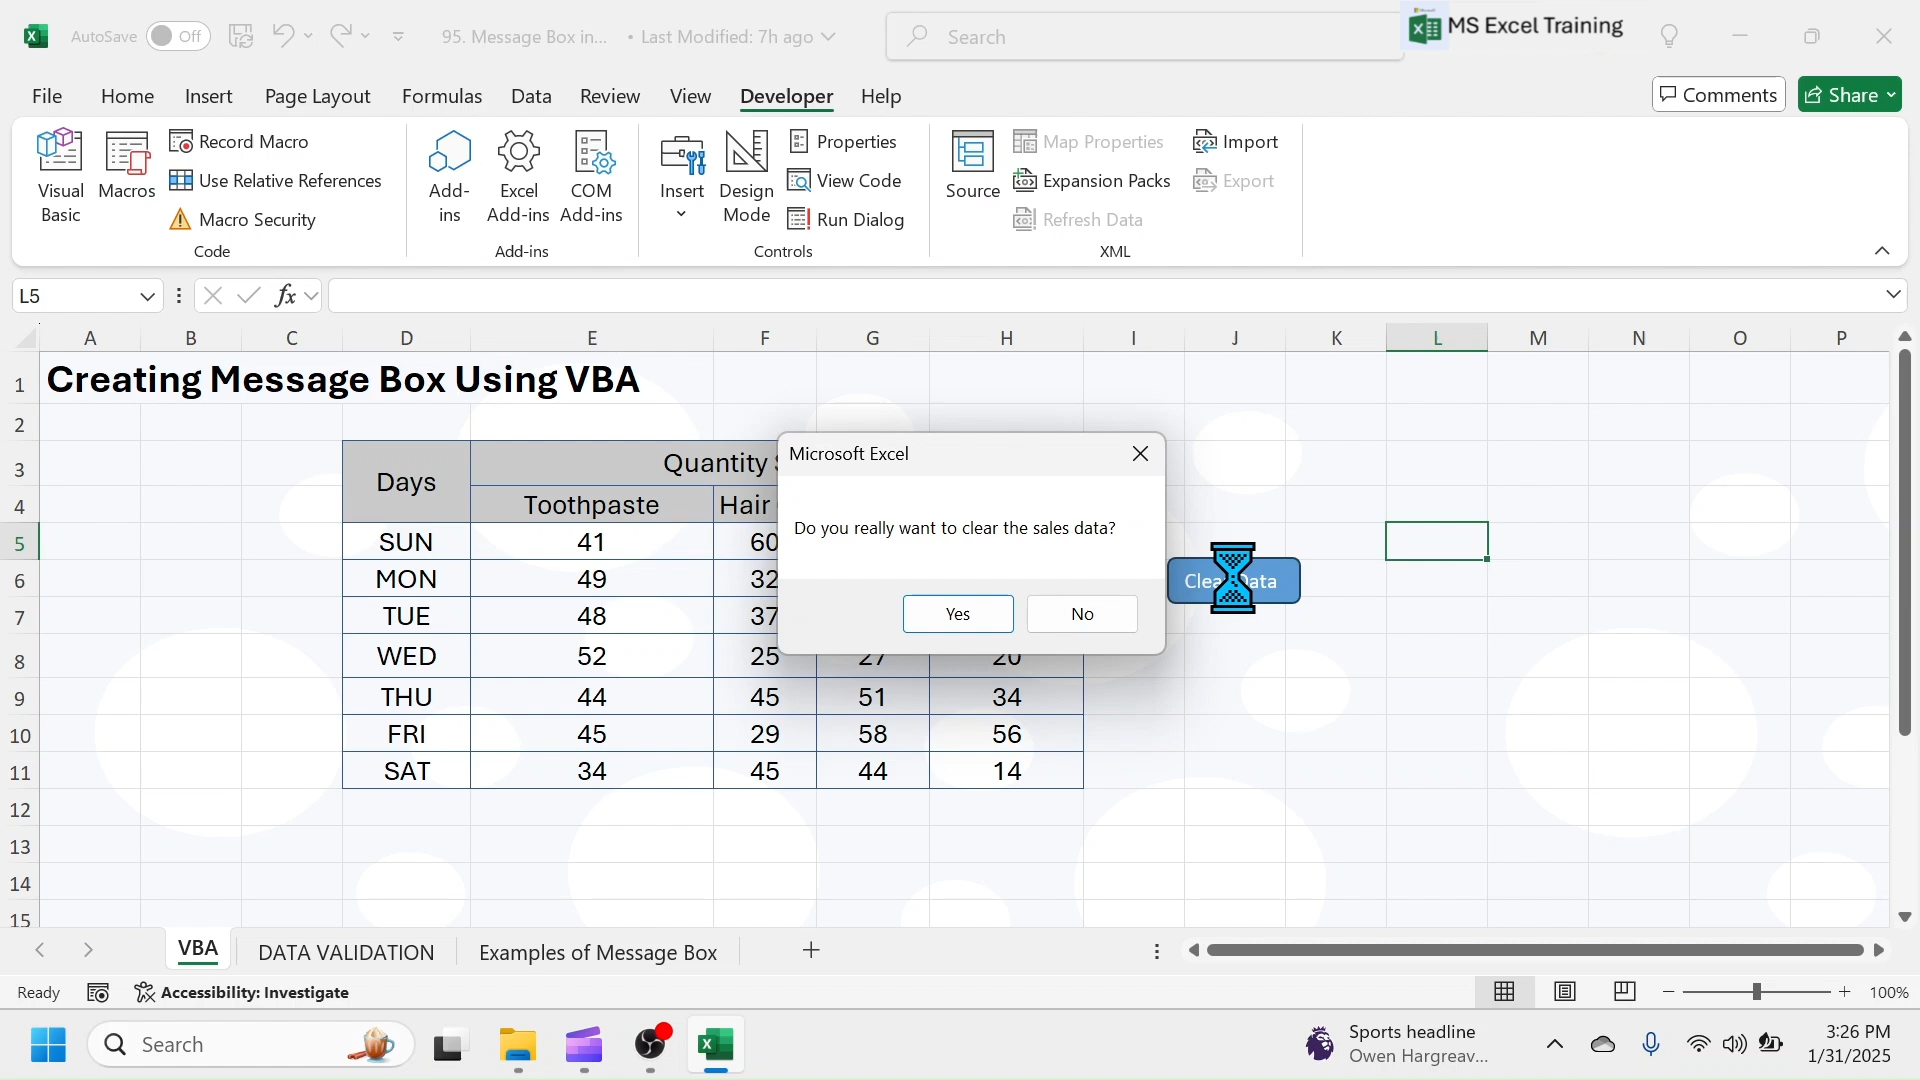 AutoSave Off 95. Message Box in... • Last Modified: 7h ago Search MS Excel Training
File Home Insert Page Layout Formulas Data Review View Developer Help Comments Share
Visual Basic
Macros
Record Macro
Use Relative References
Macro Security
Code
Add-ins
Excel Add-ins
COM Add-ins
Add-ins
Insert
Design Mode
Properties
View Code
Run Dialog
Controls
Source
Map Properties
Expansion Packs
Refresh Data
Import
Export
XML
L5 fx
A B C D E F G H I J K L M N O P
1 Creating Message Box Using VBA
2
3 Days Quantity
4 Toothpaste Hair
5 SUN 41 60
6 MON 49 32
7 TUE 48 37
8 WED 52 25 27 20
9 THU 44 45 51 34
10 FRI 45 29 58 56
11 SAT 34 45 44 14
12
13
14
15
Microsoft Excel
Do you really want to clear the sales data?
Yes No
VBA DATA VALIDATION Examples of Message Box
Ready Accessibility: Investigate 100%
Search
Sports headline
Owen Hargreav...
3:26 PM
1/31/2025